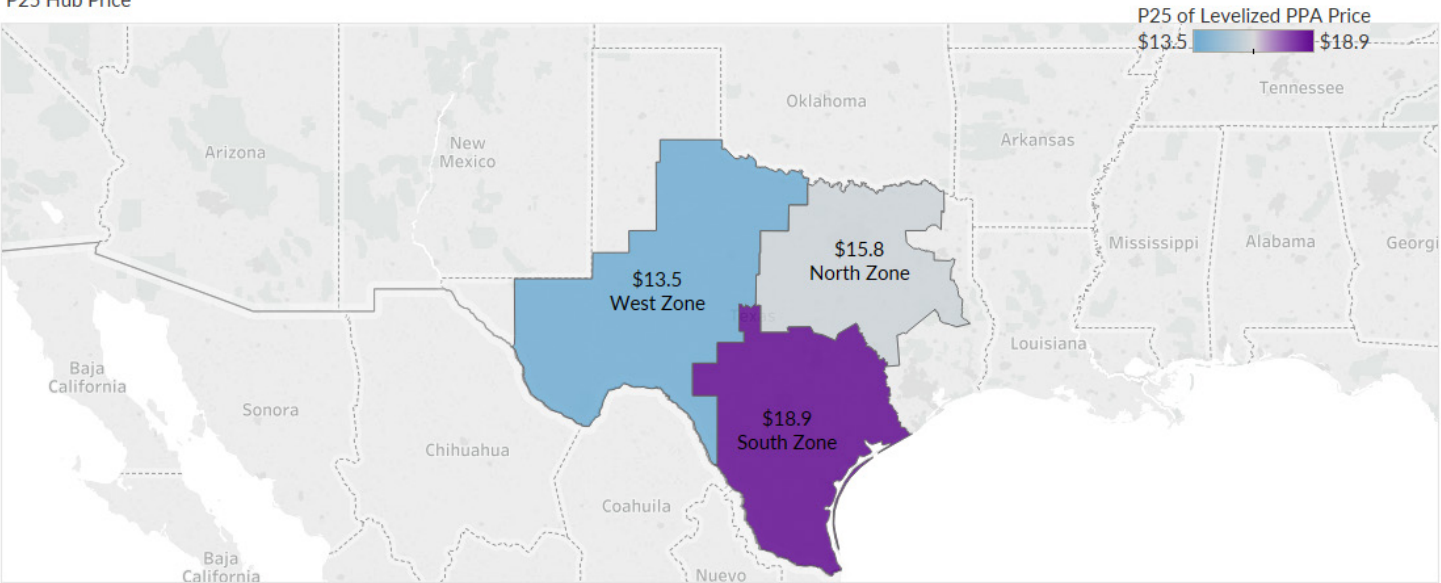 P25 Hub Price
P25 of Levelized PPA Price
$13.5
$18.9
Oklahoma
Tennessee
Arizona
New
Mexico
Arkansas
Mississippi
Alabama
Georgi
$15.8
North Zone
$13.5
West Zone
Texas
Louisiana
Baja
California
Sonora
Chihuahua
$18.9
South Zone
Coahuila
Baja
California
Nuevo